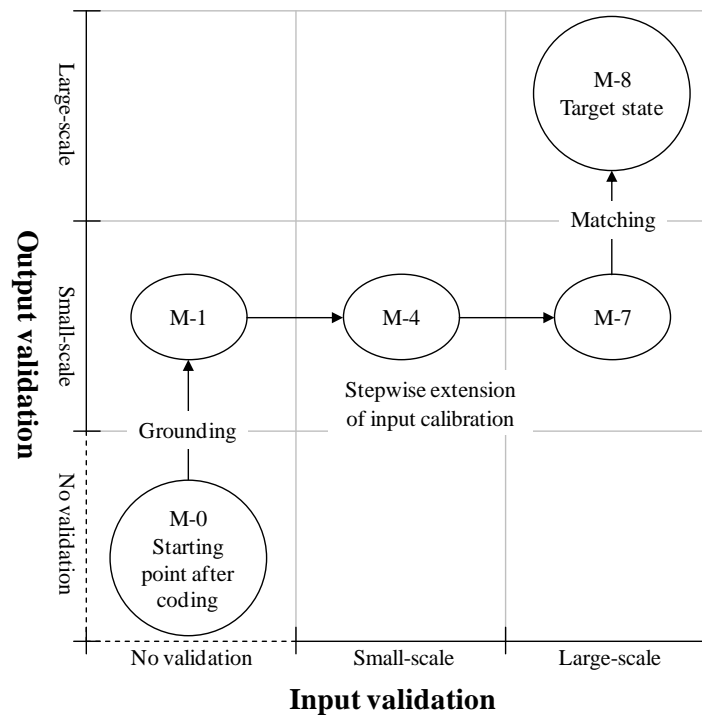 Large-scale
M-8
Target state
Matching
Output validation
Small-scale
M-1
M-4
M-7
Stepwise extension
of input calibration
Grounding
No validation
M-0
Starting
point after
coding
No validation
Small-scale
Large-scale
Input validation